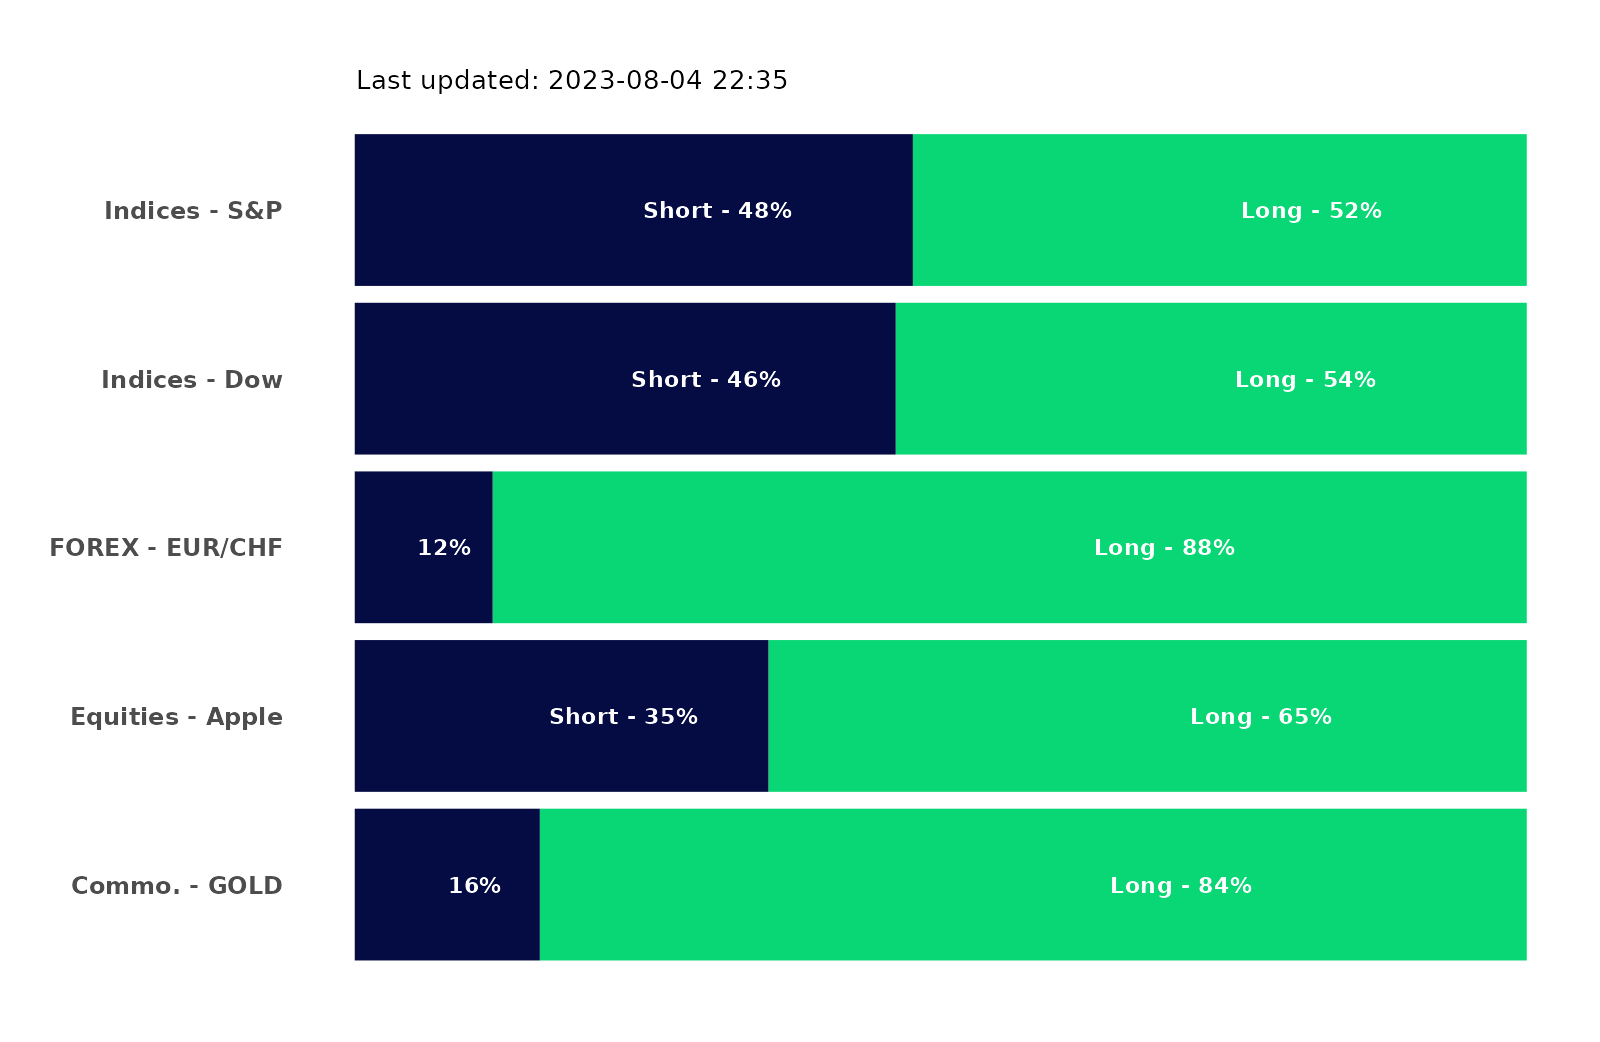 Last updated: 2023-08-04 22:35
Indices - S&P Short - 48% Long - 52%
Indices - Dow Short - 46% Long - 54%
FOREX - EUR/CHF 12% Long - 88%
Equities - Apple Short - 35% Long - 65%
Commo. - GOLD 16% Long - 84%